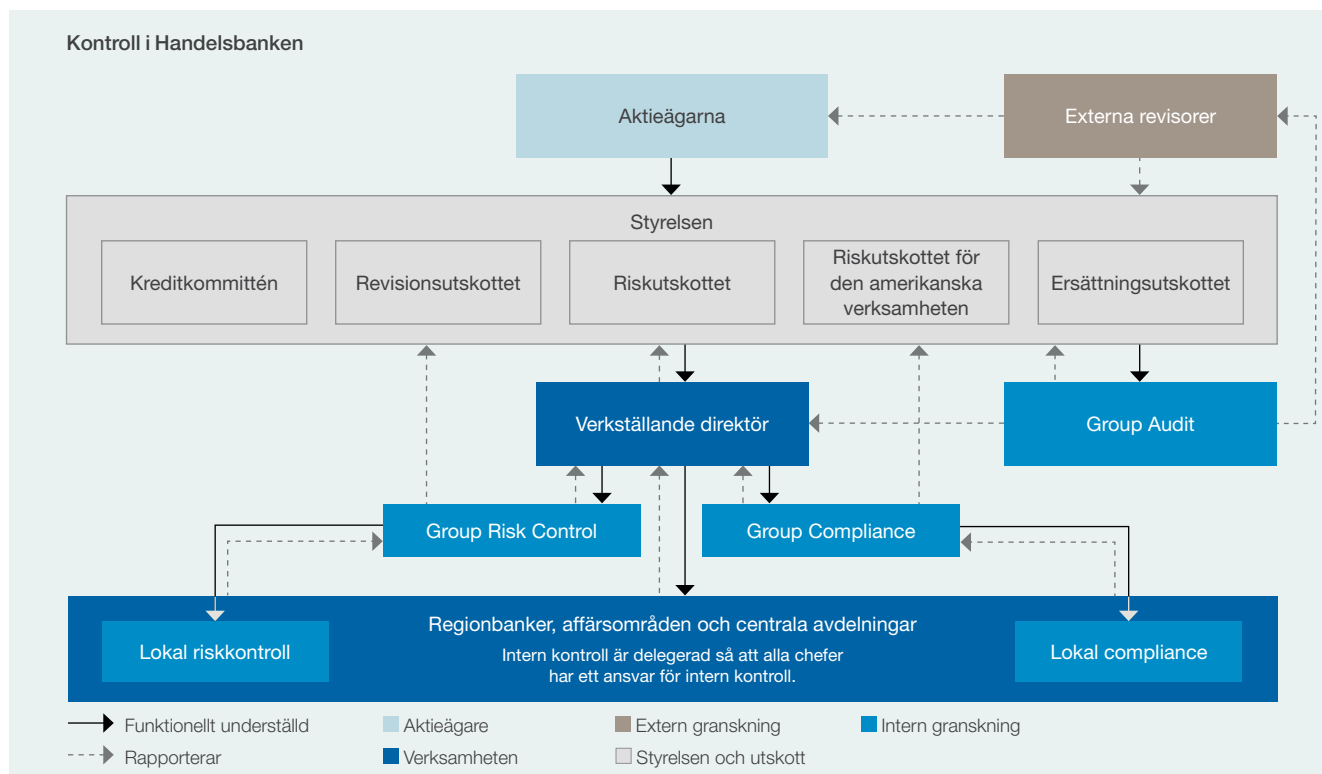 Kontroll i Handelsbanken
Aktieägarna
Externa revisorer
Styrelsen
Kreditkommittén
Revisionsutskottet
Riskutskottet
Riskutskottet för
den amerikanska
verksamheten
Ersättningsutskottet
Verkställande direktör
Group Audit
Group Risk Control
Group Compliance
Regionbanker, affärsområden och centrala avdelningar
Intern kontroll är delegerad så att alla chefer
har ett ansvar för intern kontroll.
Lokal riskkontroll
Lokal compliance
Funktionellt underställd
Aktieägare
Extern granskning
Intern granskning
Rapporterar
Verksamheten
Styrelsen och utskott